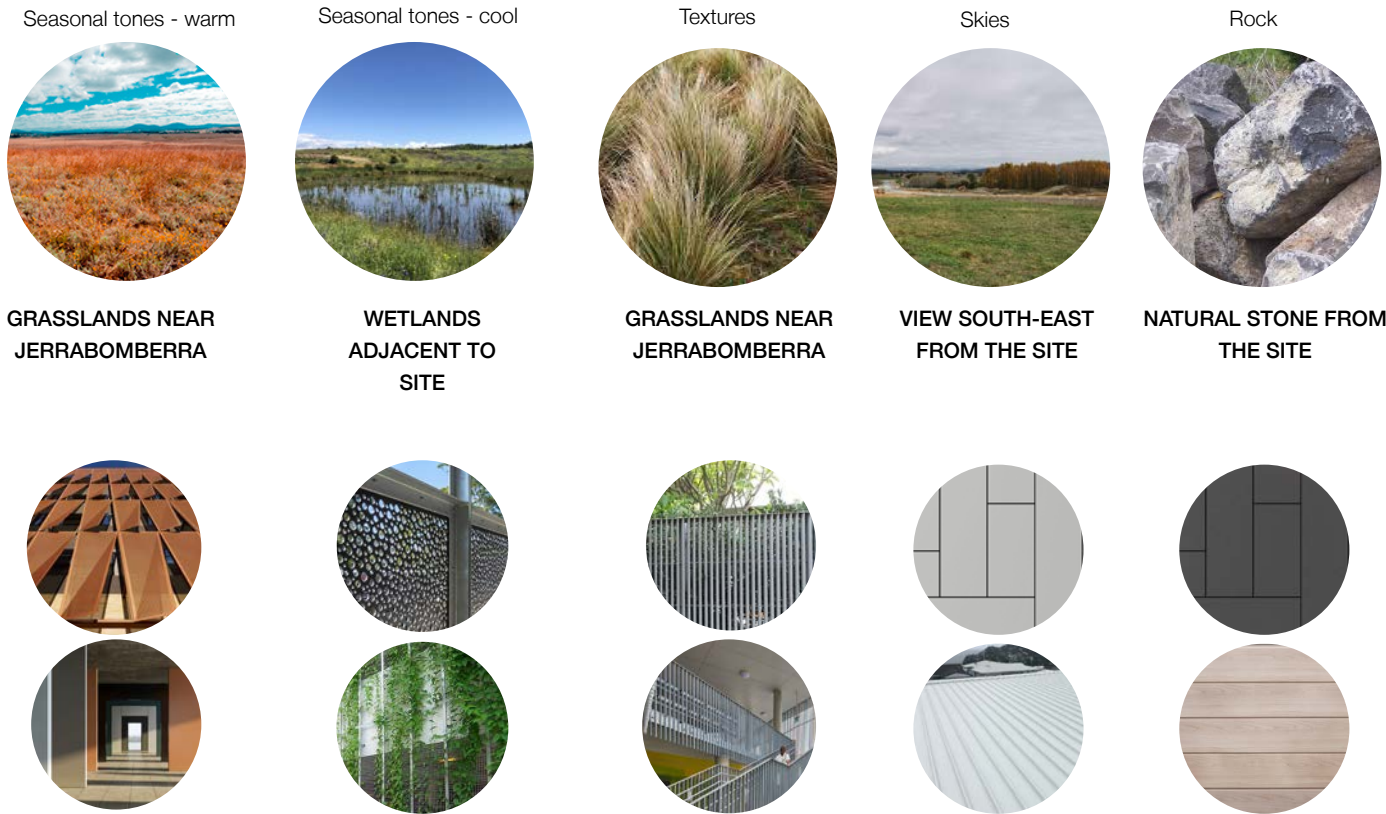 Seasonal tones - warm
Seasonal tones - cool
Textures
Skies
Rock
GRASSLANDS NEAR
JERRABOMBERRA
WETLANDS
ADJACENT TO
SITE
GRASSLANDS NEAR
JERRABOMBERRA
VIEW SOUTH-EAST
FROM THE SITE
NATURAL STONE FROM
THE SITE